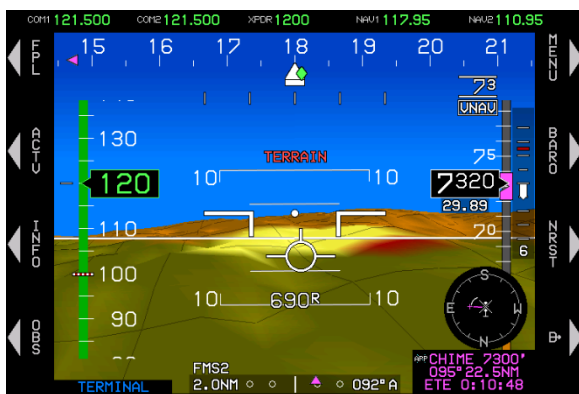 COM1 121.500 COM2 121.500 XPDR 1200 NAV1 117.95 NAV2 110.95
FPL 15 16 17 18 19 20 21 MENU
73
VNAV
ACTV 130 TERRAIN 75 BARO
120 10 10 7320
29.89
INFO 110 70 NRST
6
100
S
E W
N
10 690R 10
OBS 90
FMS2
TERMINAL 2.0NM 092°A
APP CHIME 7300'
095° 22.5NM
ETE 0:10:48